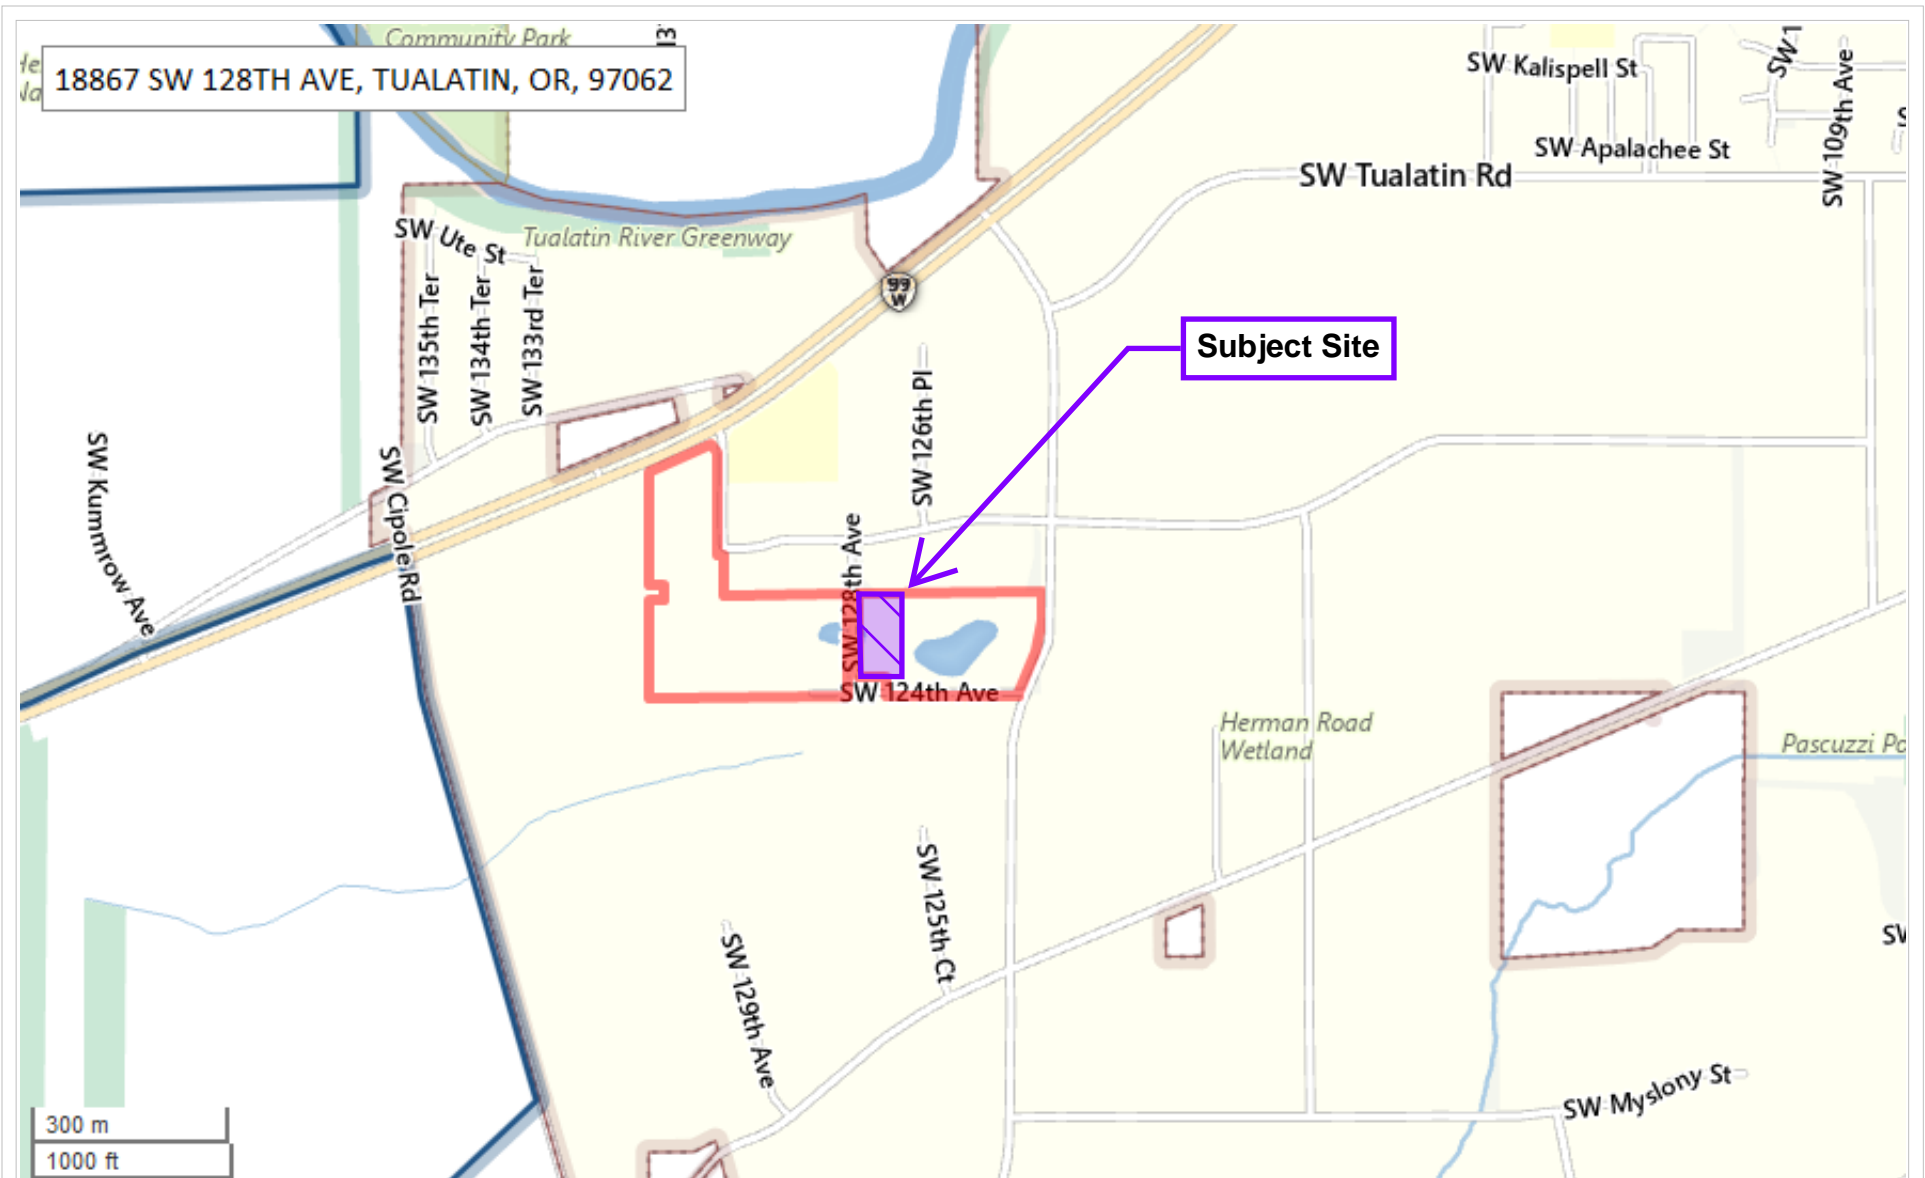 Community Park
18867 SW 128TH AVE, TUALATIN, OR, 97062
SW Kalispell St
SW 109th Ave
SW Apalachee St
SW Tualatin Rd
SW Ute St
Tualatin River Greenway
SW 135th Ter
SW 134th Ter
SW 133rd Ter
99
W
Subject Site
SW 126th Pl
SW Kummrow Ave
SW Cipole Rd
SW 128th Ave
SW 124th Ave
Herman Road
Wetland
Pascuzzi Po
SW 125th Ct
SW 129th Ave
SW Myslony St
300 m
1000 ft